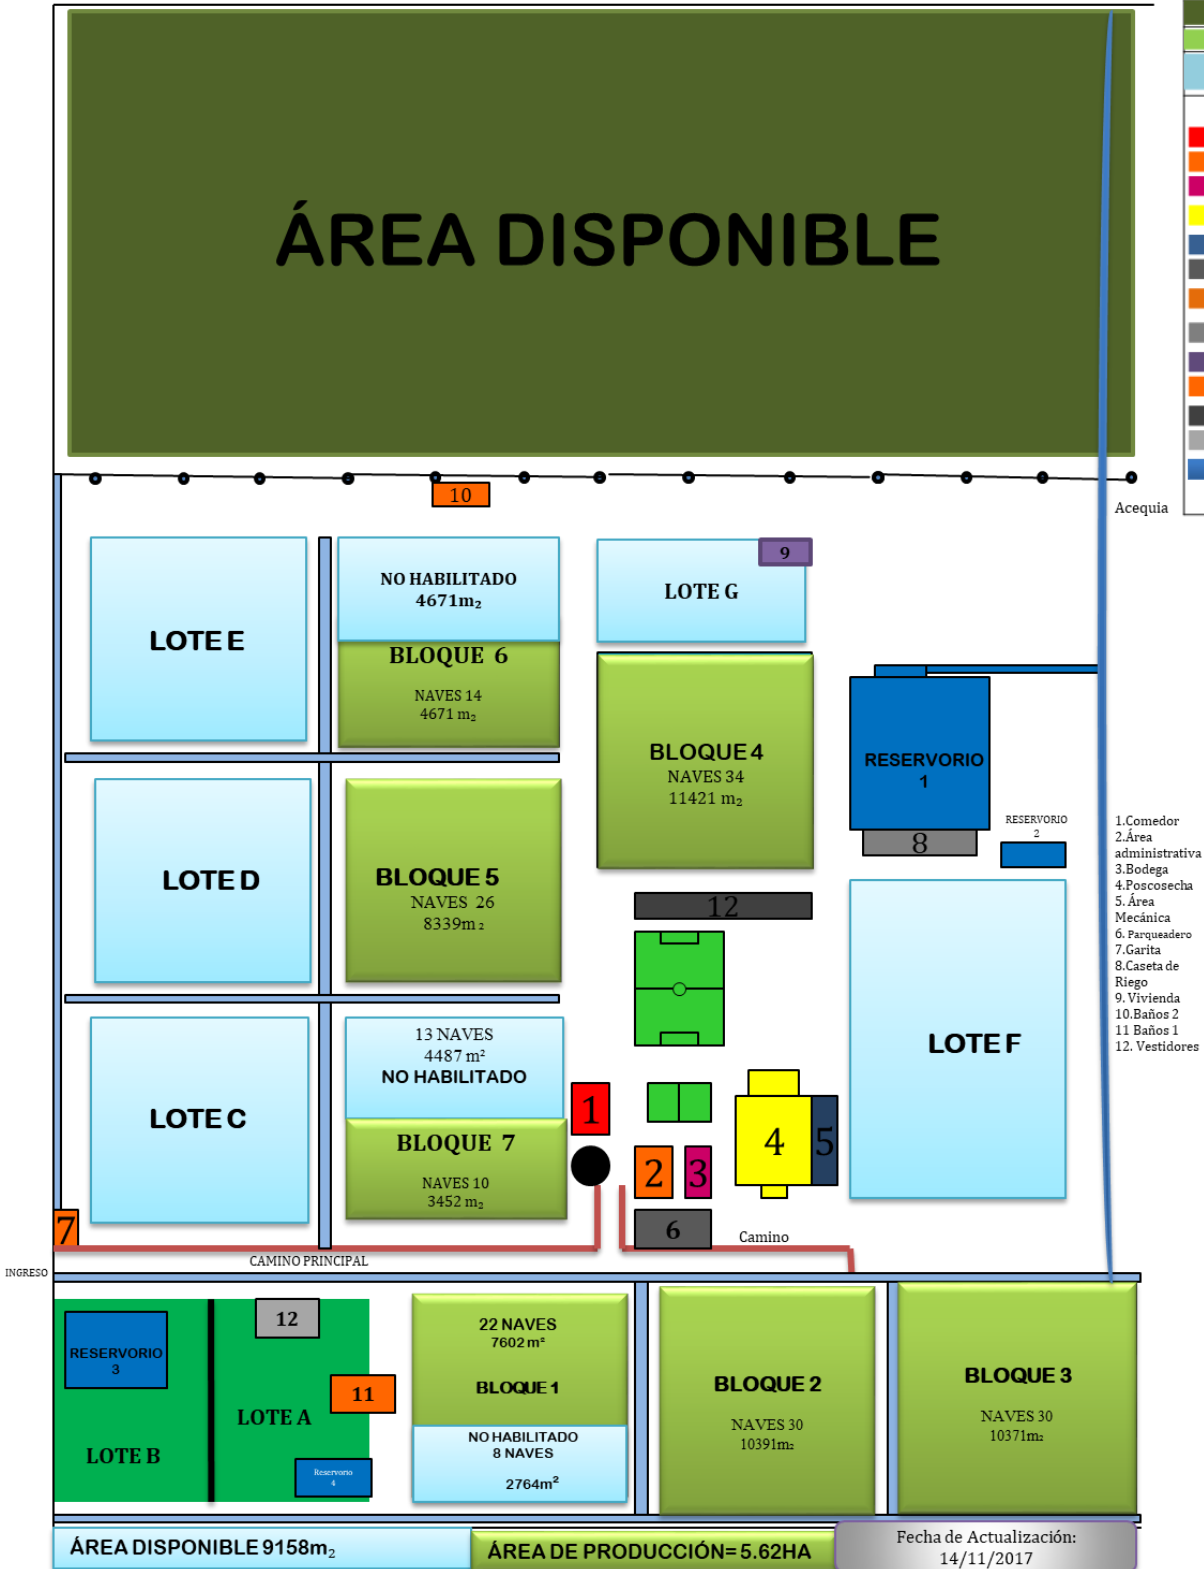 ÁREA DISPONIBLE
10
Acequia
LOTE E
NO HABILITADO
4671m₂
BLOQUE 6
NAVES 14
4671 m₂
9
LOTE G
BLOQUE 4
NAVES 34
11421 m₂
RESERVORIO
1
8
RESERVORIO
2
LOTE D
BLOQUE 5
NAVES 26
8339m₂
12
1.Comedor
2.Área
administrativa
3.Bodega
4.Poscosecha
5. Área
Mecánica
6. Parqueadero
7.Garita
8.Caseta de
Riego
9. Vivienda
10.Baños 2
11 Baños 1
12. Vestidores
LOTE C
13 NAVES
4487 m²
NO HABILITADO
BLOQUE 7
NAVES 10
3452 m₂
1
2
3
4
5
6
LOTE F
7
Camino
CAMINO PRINCIPAL
INGRESO
RESERVORIO
3
LOTE B
12
11
LOTE A
Reservorio
4
22 NAVES
7602 m²
BLOQUE 1
NO HABILITADO
8 NAVES
2764m²
BLOQUE 2
NAVES 30
10391m₂
BLOQUE 3
NAVES 30
10371m₂
ÁREA DISPONIBLE 9158m₂
ÁREA DE PRODUCCIÓN= 5.62HA
Fecha de Actualización:
14/11/2017